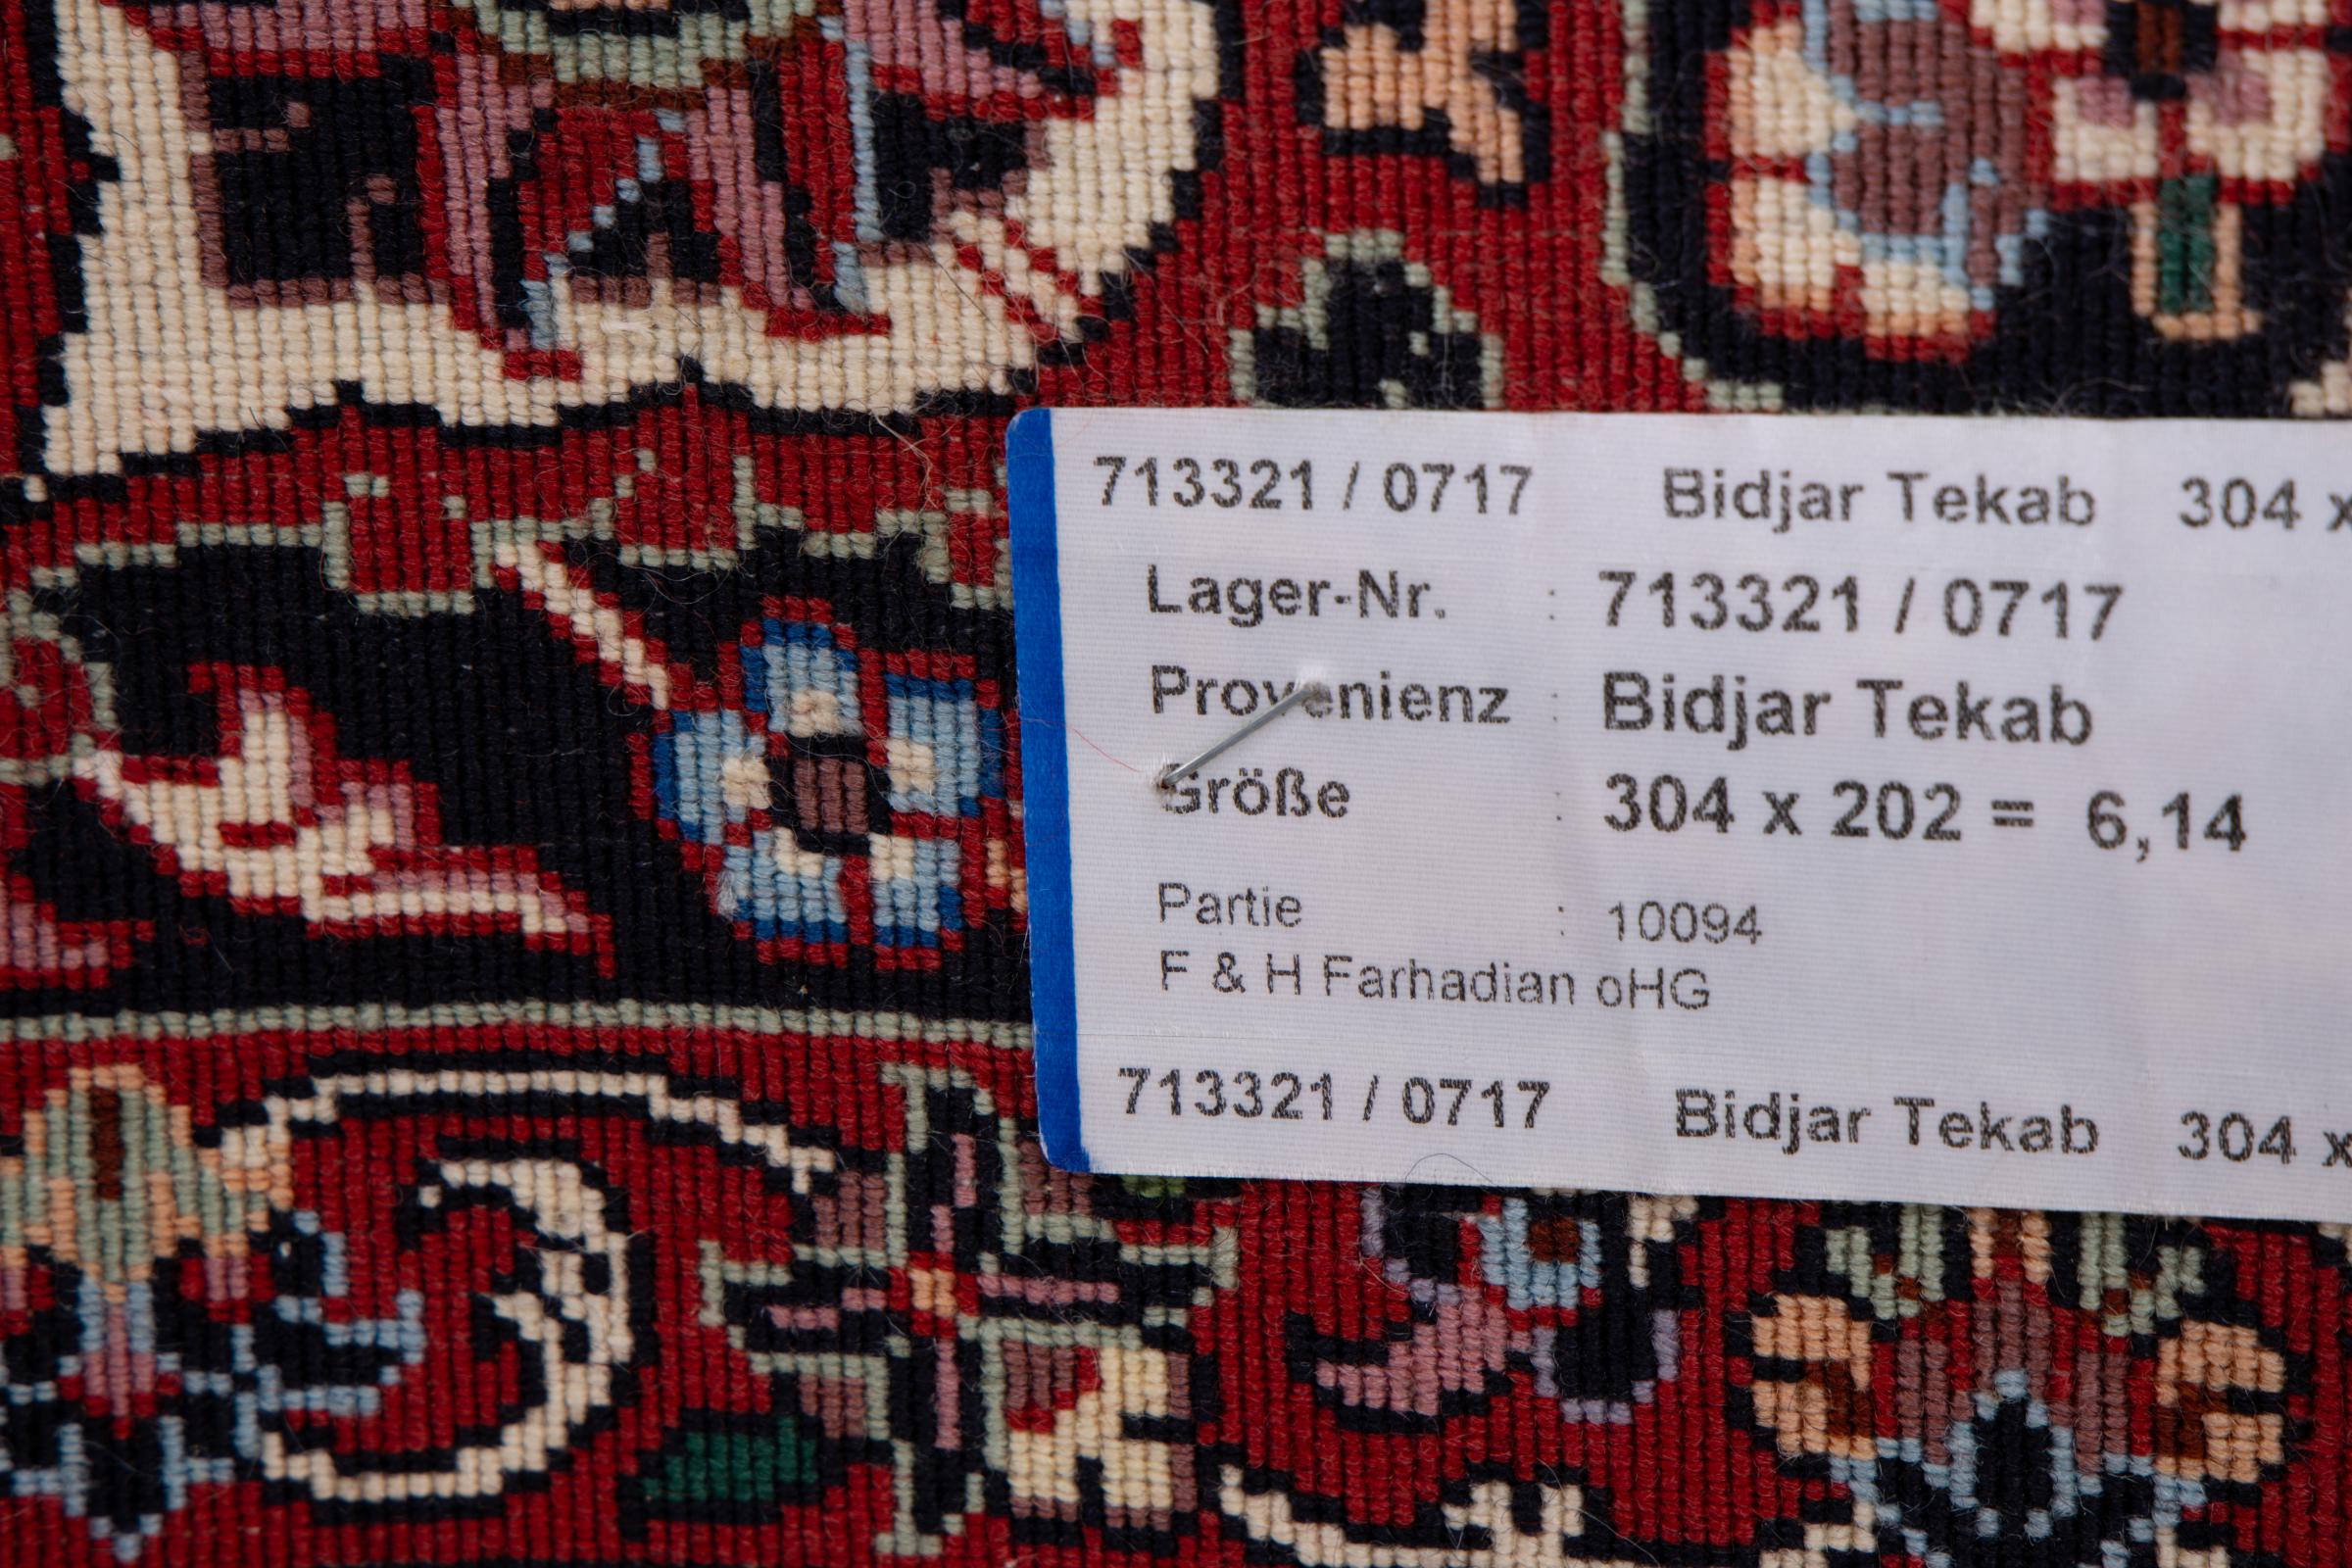 713321 / 0717 Bidjar Tekab 304 x
Lager-Nr. : 713321 / 0717
Provenienz : Bidjar Tekab
Größe : 304 x 202 = 6,14
Partie : 10094
F & H Farhadian oHG
713321 / 0717 Bidjar Tekab 304 x